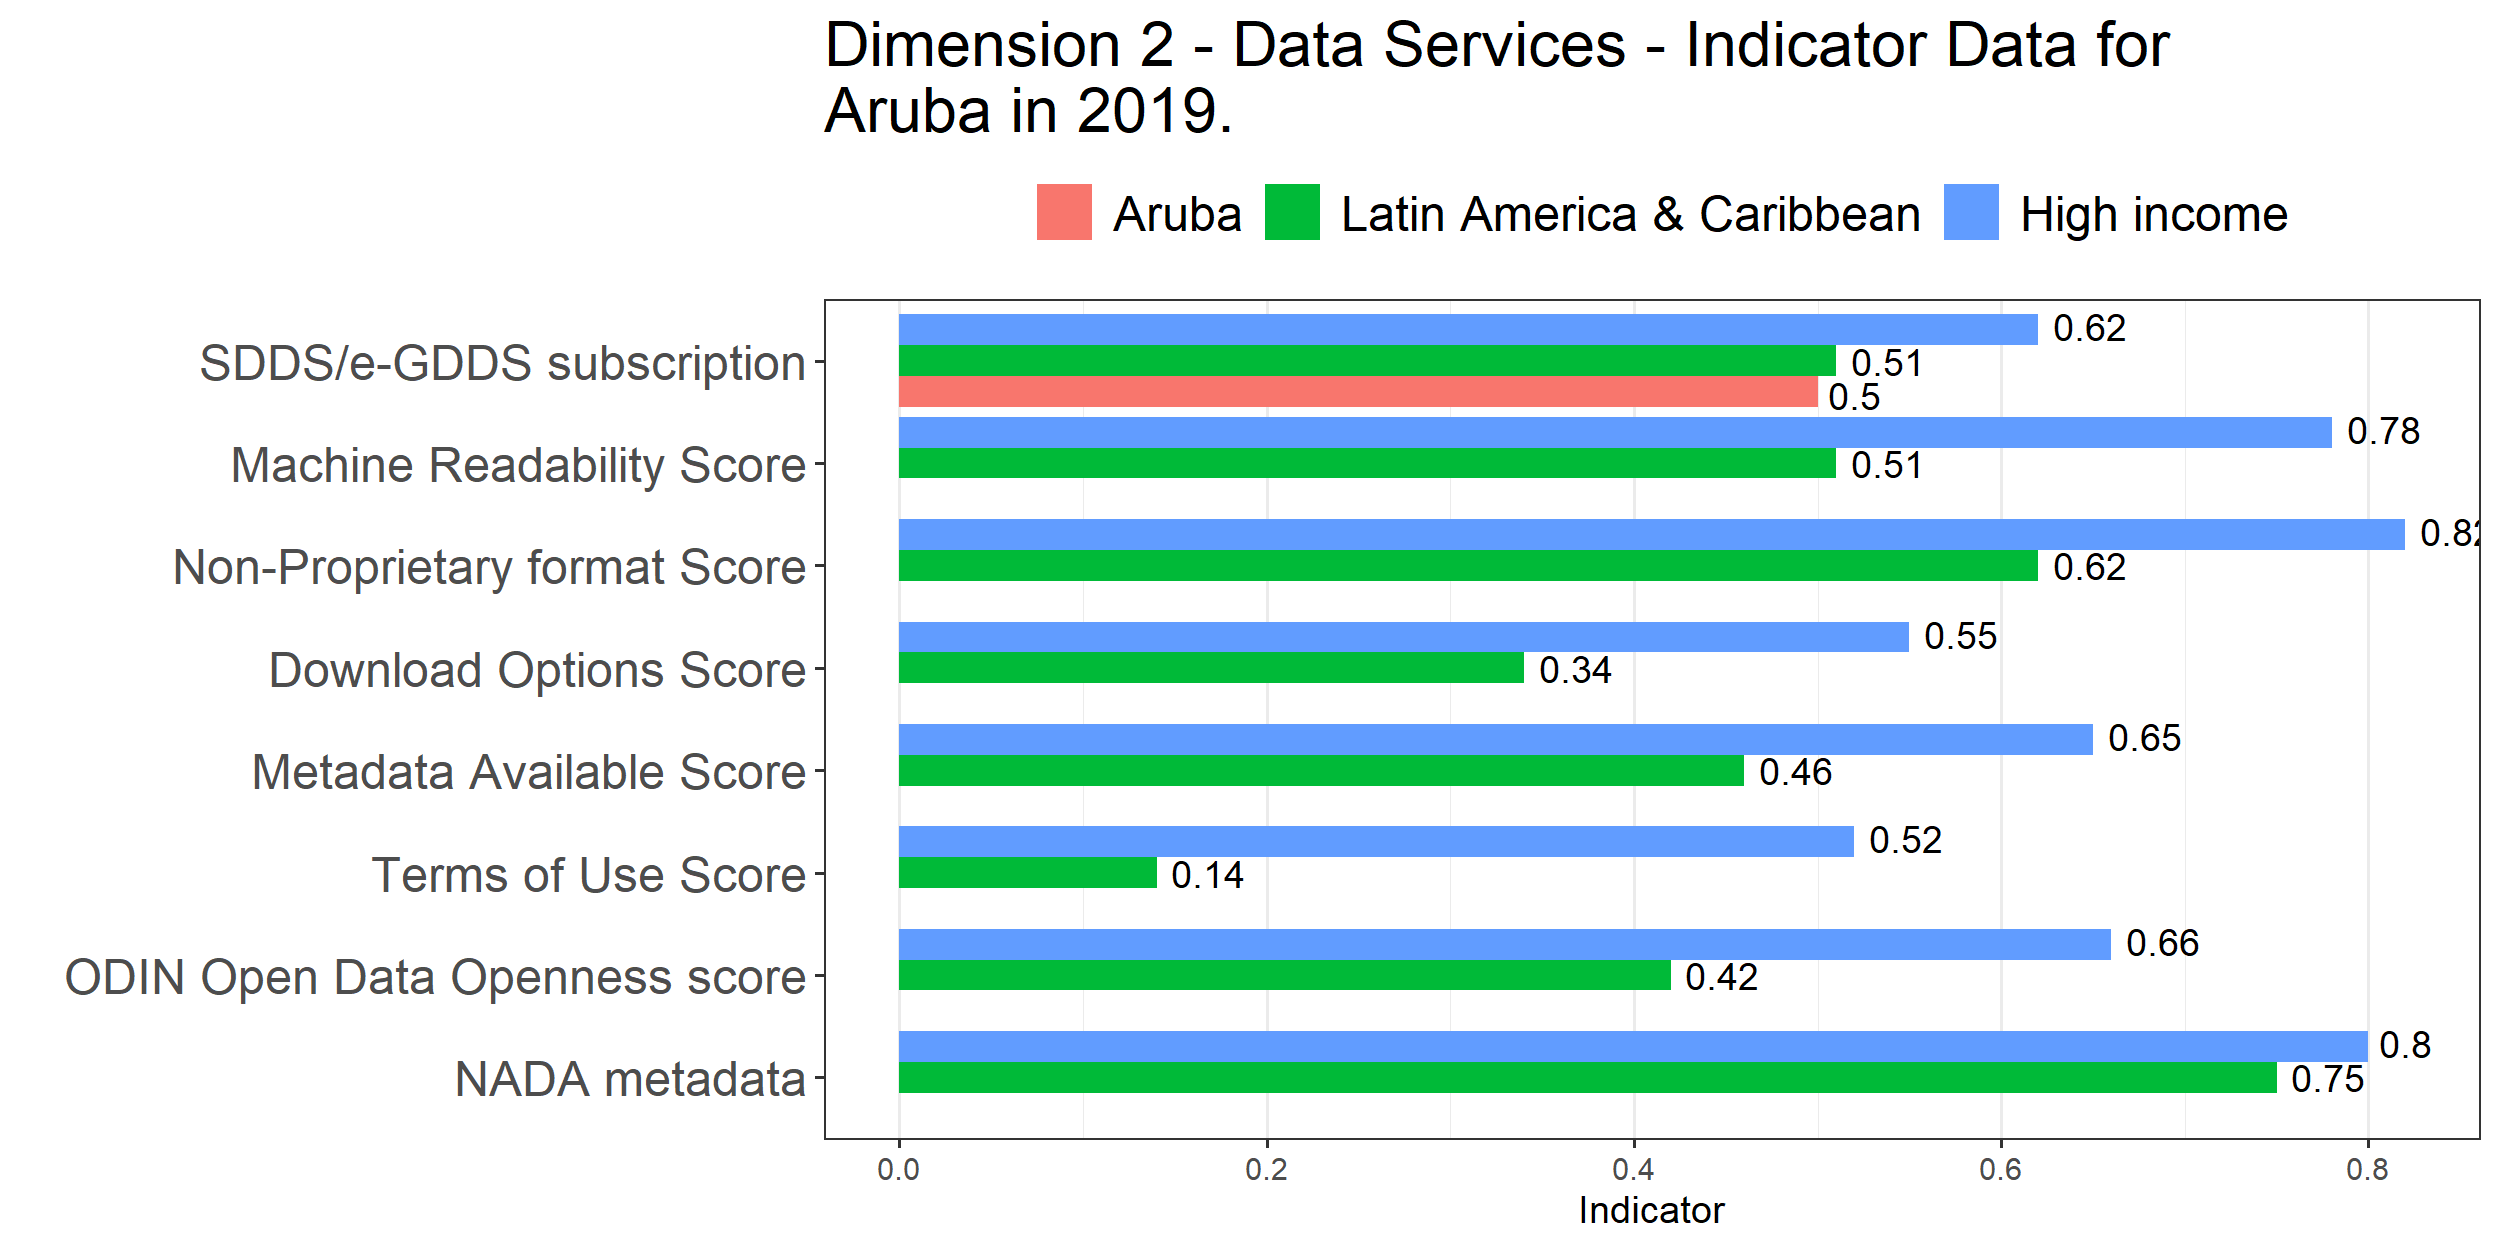 Dimension 2 - Data Services - Indicator Data for
Aruba in 2019.
Aruba Latin America & Caribbean High income
SDDS/e-GDDS subscription
0.62
0.51
0.5
Machine Readability Score
0.78
0.51
Non-Proprietary format Score
0.82
0.62
Download Options Score
0.55
0.34
Metadata Available Score
0.65
0.46
Terms of Use Score
0.52
0.14
ODIN Open Data Openness score
0.66
0.42
NADA metadata
0.8
0.75
0.0 0.2 0.4 0.6 0.8
Indicator